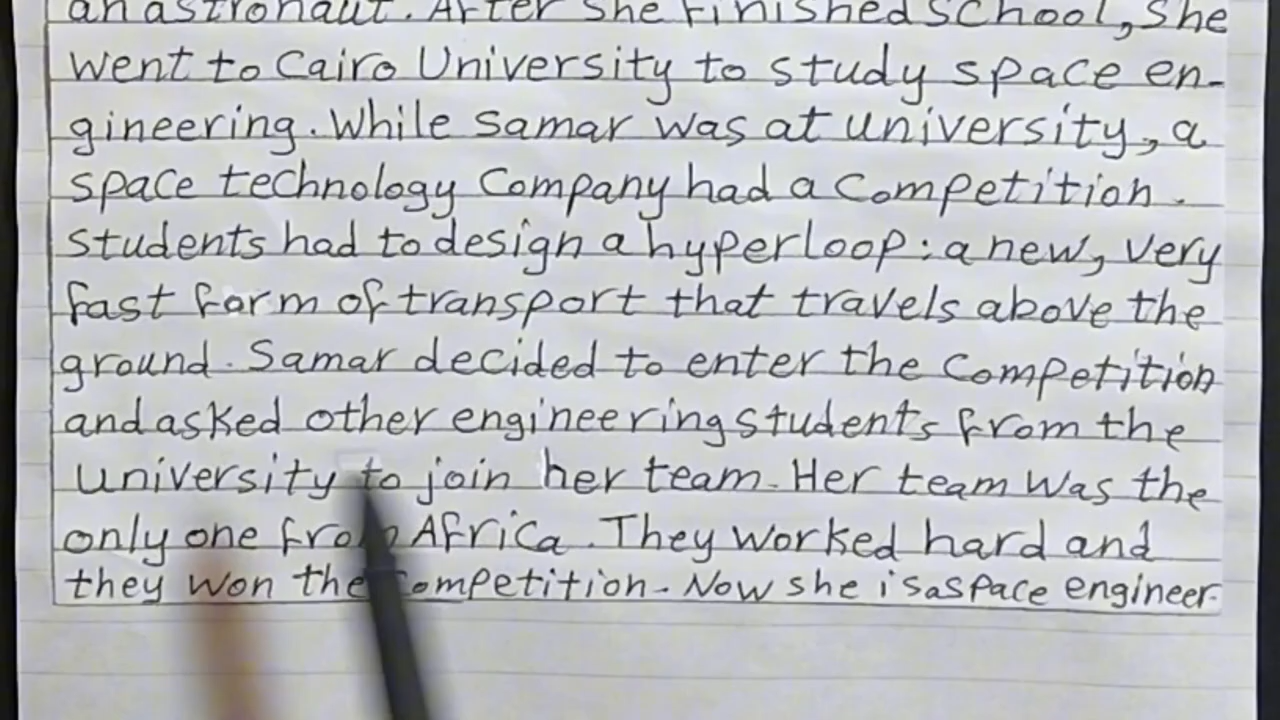 an astronaut. After she finished school, she
went to Cairo University to study space en-
gineering. While Samar was at university, a
space technology Company had a Competition.
Students had to design a hyperloop: a new, very
fast form of transport that travels above the
ground. Samar decided to enter the Competition
and asked other engineering students from the
university to join her team. Her team was the
only one from Africa. They worked hard and
they won the competition. Now she is a space engineer.